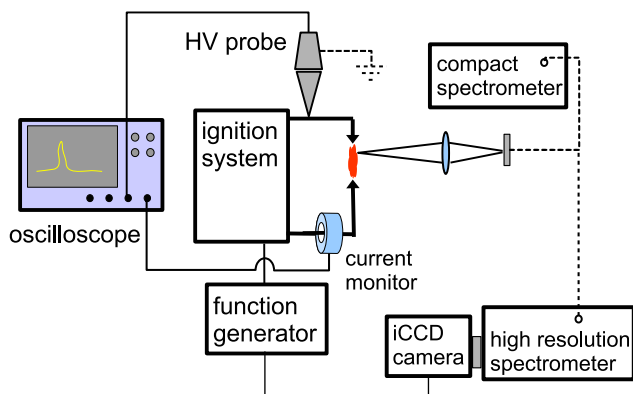 HV probe
compact
spectrometer
ignition
system
oscilloscope
current
monitor
function
generator
iCCD
camera
high resolution
spectrometer